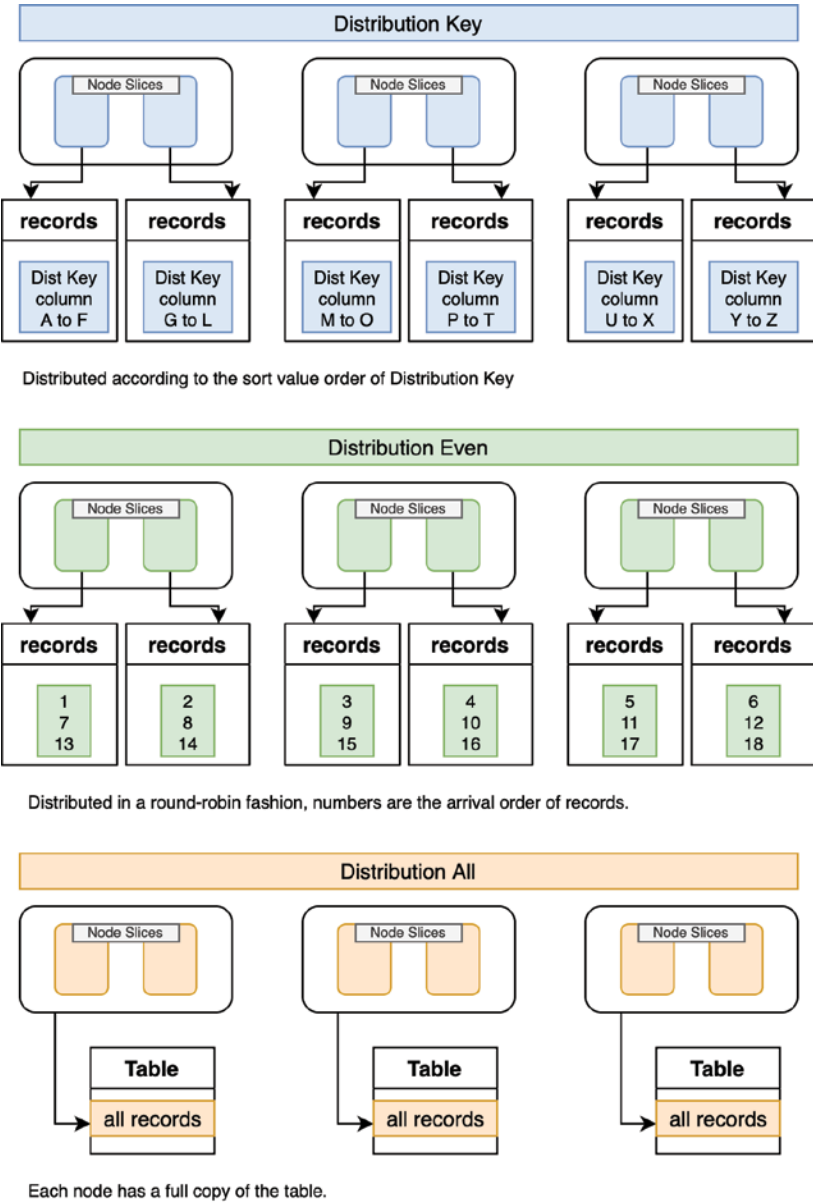 Distribution Key
Node Slices
Node Slices
Node Slices
records
records
records
records
records
records
Dist Key
column
A to F
Dist Key
column
G to L
Dist Key
column
M to O
Dist Key
column
P to T
Dist Key
column
U to X
Dist Key
column
Y to Z
Distributed according to the sort value order of Distribution Key
Distribution Even
Node Slices
Node Slices
Node Slices
records
records
records
records
records
records
1
7
13
2
8
14
3
9
15
4
10
16
5
11
17
6
12
18
Distributed in a round-robin fashion, numbers are the arrival order of records.
Distribution All
Node Slices
Node Slices
Node Slices
Table
Table
Table
all records
all records
all records
Each node has a full copy of the table.